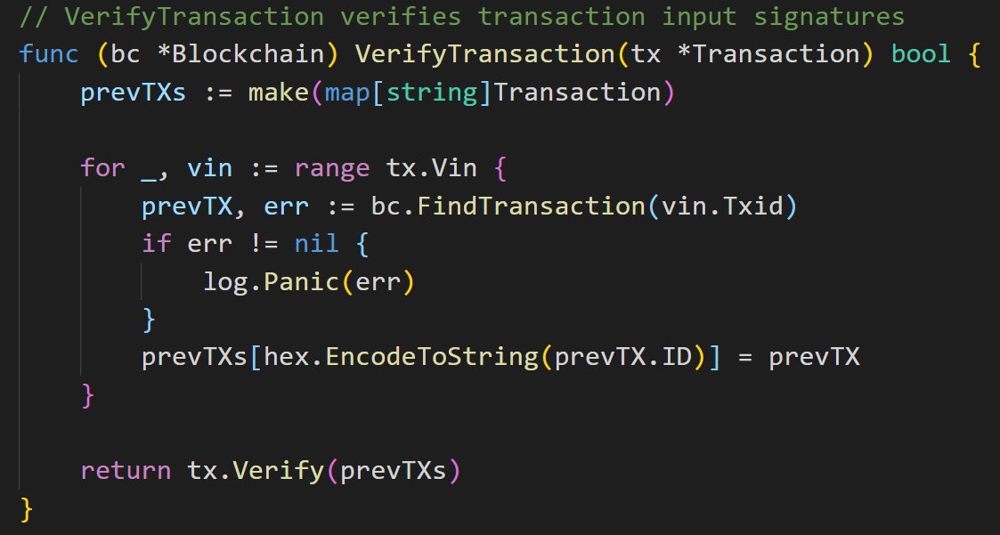 // VerifyTransaction verifies transaction input signatures
func (bc *Blockchain) VerifyTransaction(tx *Transaction) bool {
    prevTXs := make(map[string]Transaction)

    for _, vin := range tx.Vin {
        prevTX, err := bc.FindTransaction(vin.Txid)
        if err != nil {
            log.Panic(err)
        }
        prevTXs[hex.EncodeToString(prevTX.ID)] = prevTX
    }

    return tx.Verify(prevTXs)
}